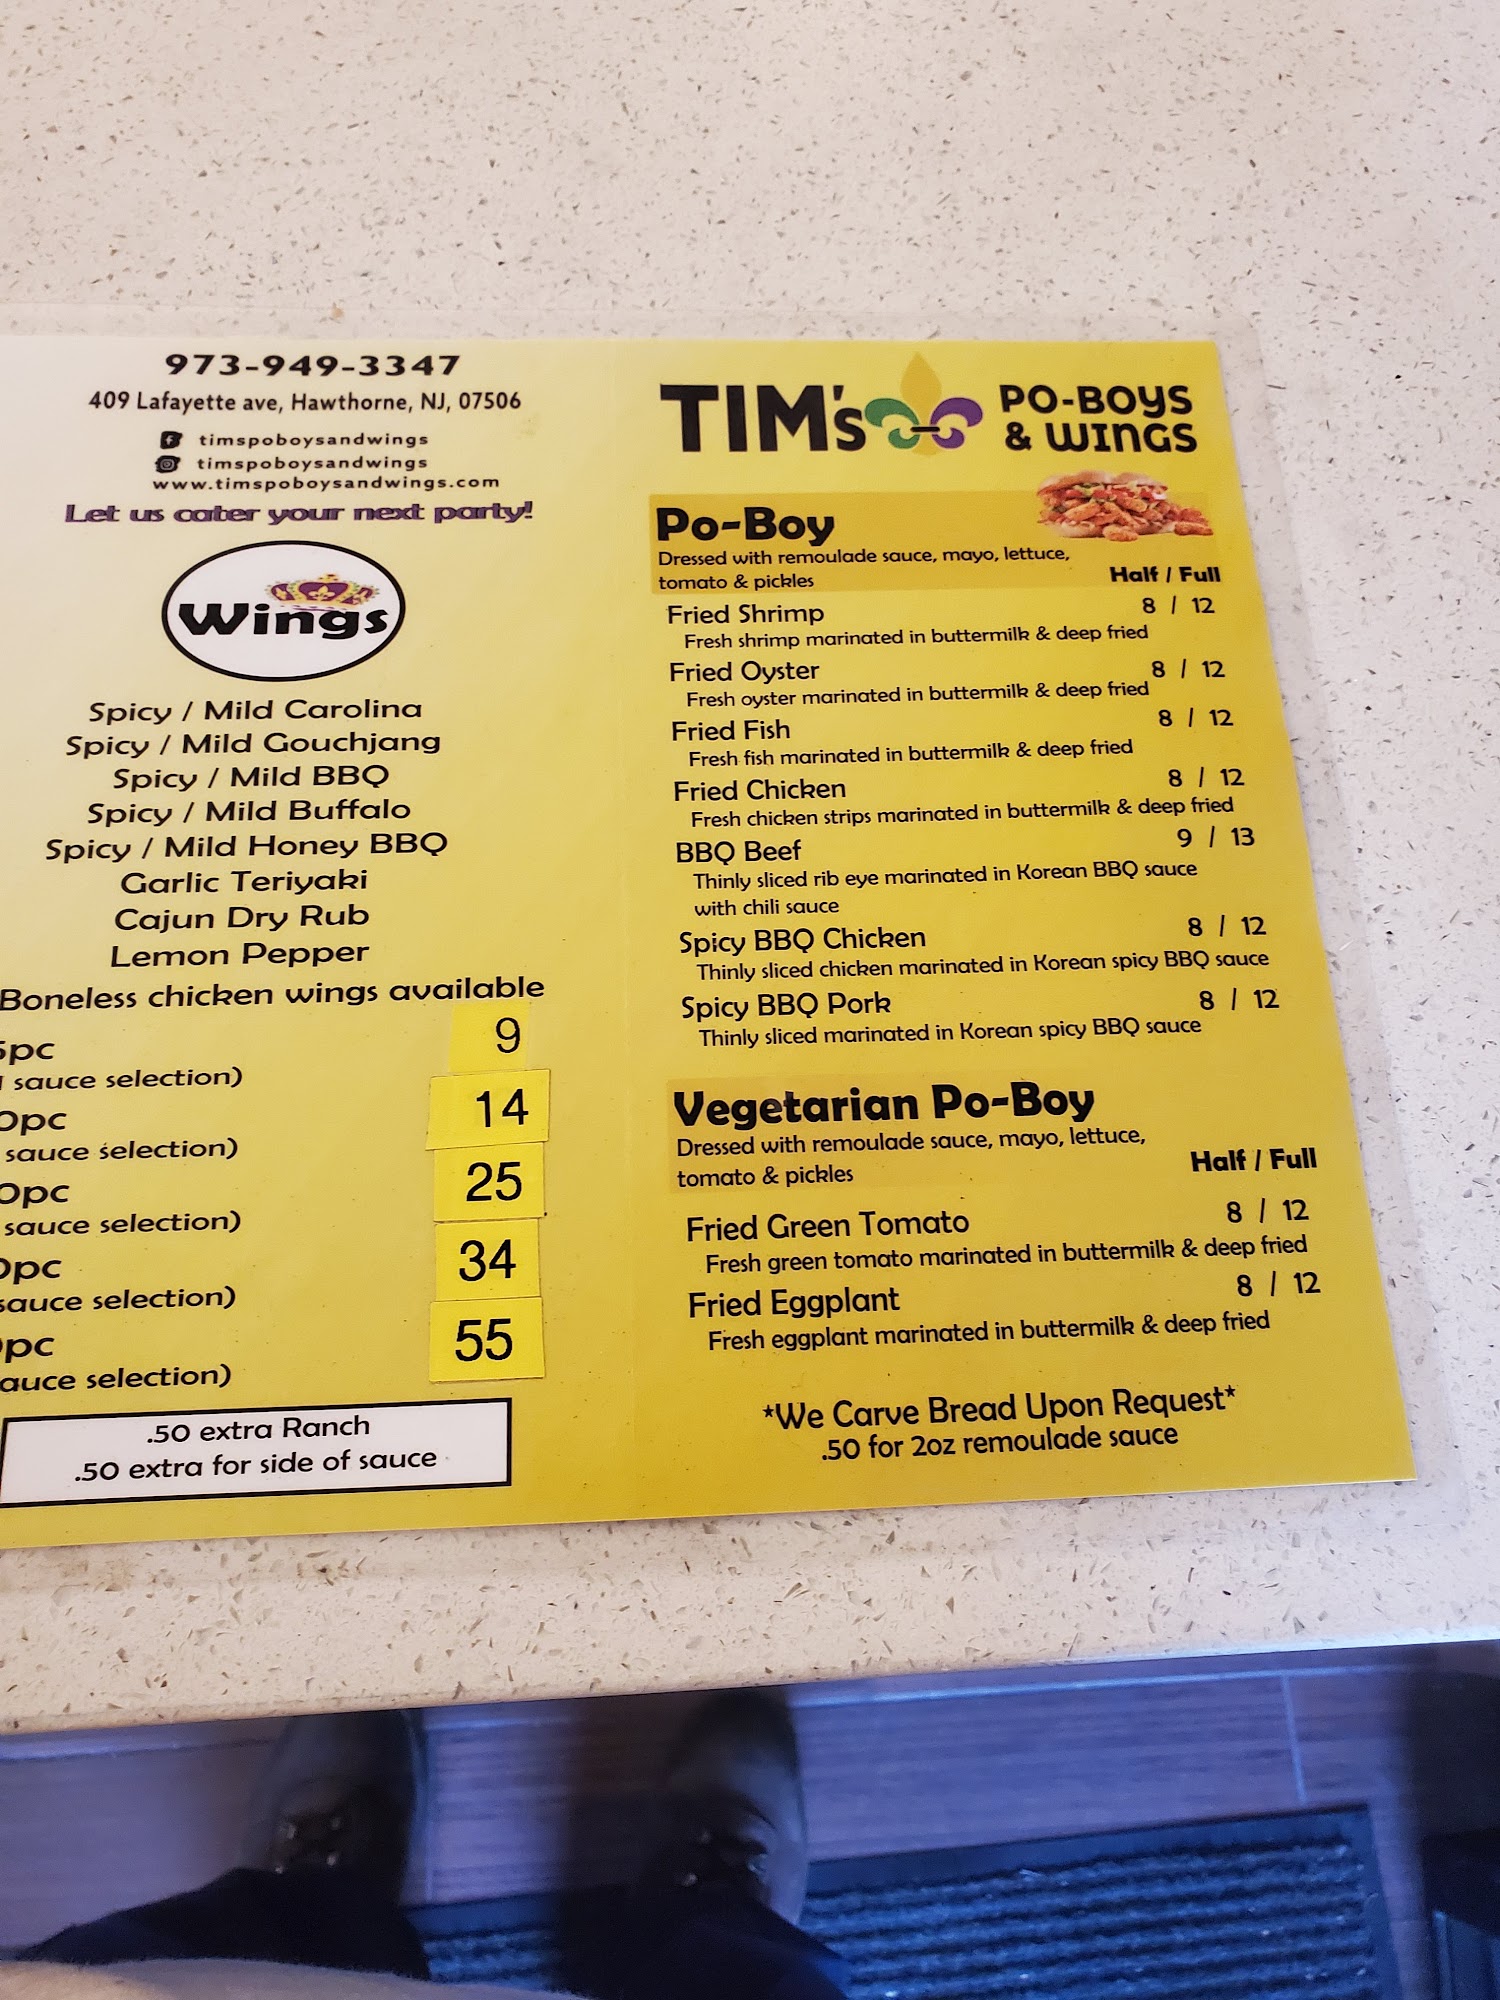 973-949-3347
409 Lafayette ave, Hawthorne, NJ, 07506
timspoboysandwings
timspoboysandwings
www.timspoboysandwings.com
Let us cater your next party!
Wings
Spicy / Mild Carolina
Spicy / Mild Gouchjang
Spicy / Mild BBQ
Spicy / Mild Buffalo
Spicy / Mild Honey BBQ
Garlic Teriyaki
Cajun Dry Rub
Lemon Pepper
Boneless chicken wings available
5pc 9
sauce selection)
0pc 14
sauce selection)
0pc 25
sauce selection)
0pc 34
sauce selection)
pc 55
auce selection)
.50 extra Ranch
.50 extra for side of sauce
TIM's PO-BOYS
& WINGS
Po-Boy
Dressed with remoulade sauce, mayo, lettuce,
tomato & pickles Half / Full
Fried Shrimp 8 / 12
Fresh shrimp marinated in buttermilk & deep fried
Fried Oyster 8 / 12
Fresh oyster marinated in buttermilk & deep fried
Fried Fish 8 / 12
Fresh fish marinated in buttermilk & deep fried
Fried Chicken 8 / 12
Fresh chicken strips marinated in buttermilk & deep fried
BBQ Beef 9 / 13
Thinly sliced rib eye marinated in Korean BBQ sauce
with chili sauce
Spicy BBQ Chicken 8 / 12
Thinly sliced chicken marinated in Korean spicy BBQ sauce
Spicy BBQ Pork 8 / 12
Thinly sliced marinated in Korean spicy BBQ sauce
Vegetarian Po-Boy
Dressed with remoulade sauce, mayo, lettuce,
tomato & pickles Half / Full
Fried Green Tomato 8 / 12
Fresh green tomato marinated in buttermilk & deep fried
Fried Eggplant 8 / 12
Fresh eggplant marinated in buttermilk & deep fried
*We Carve Bread Upon Request*
.50 for 2oz remoulade sauce